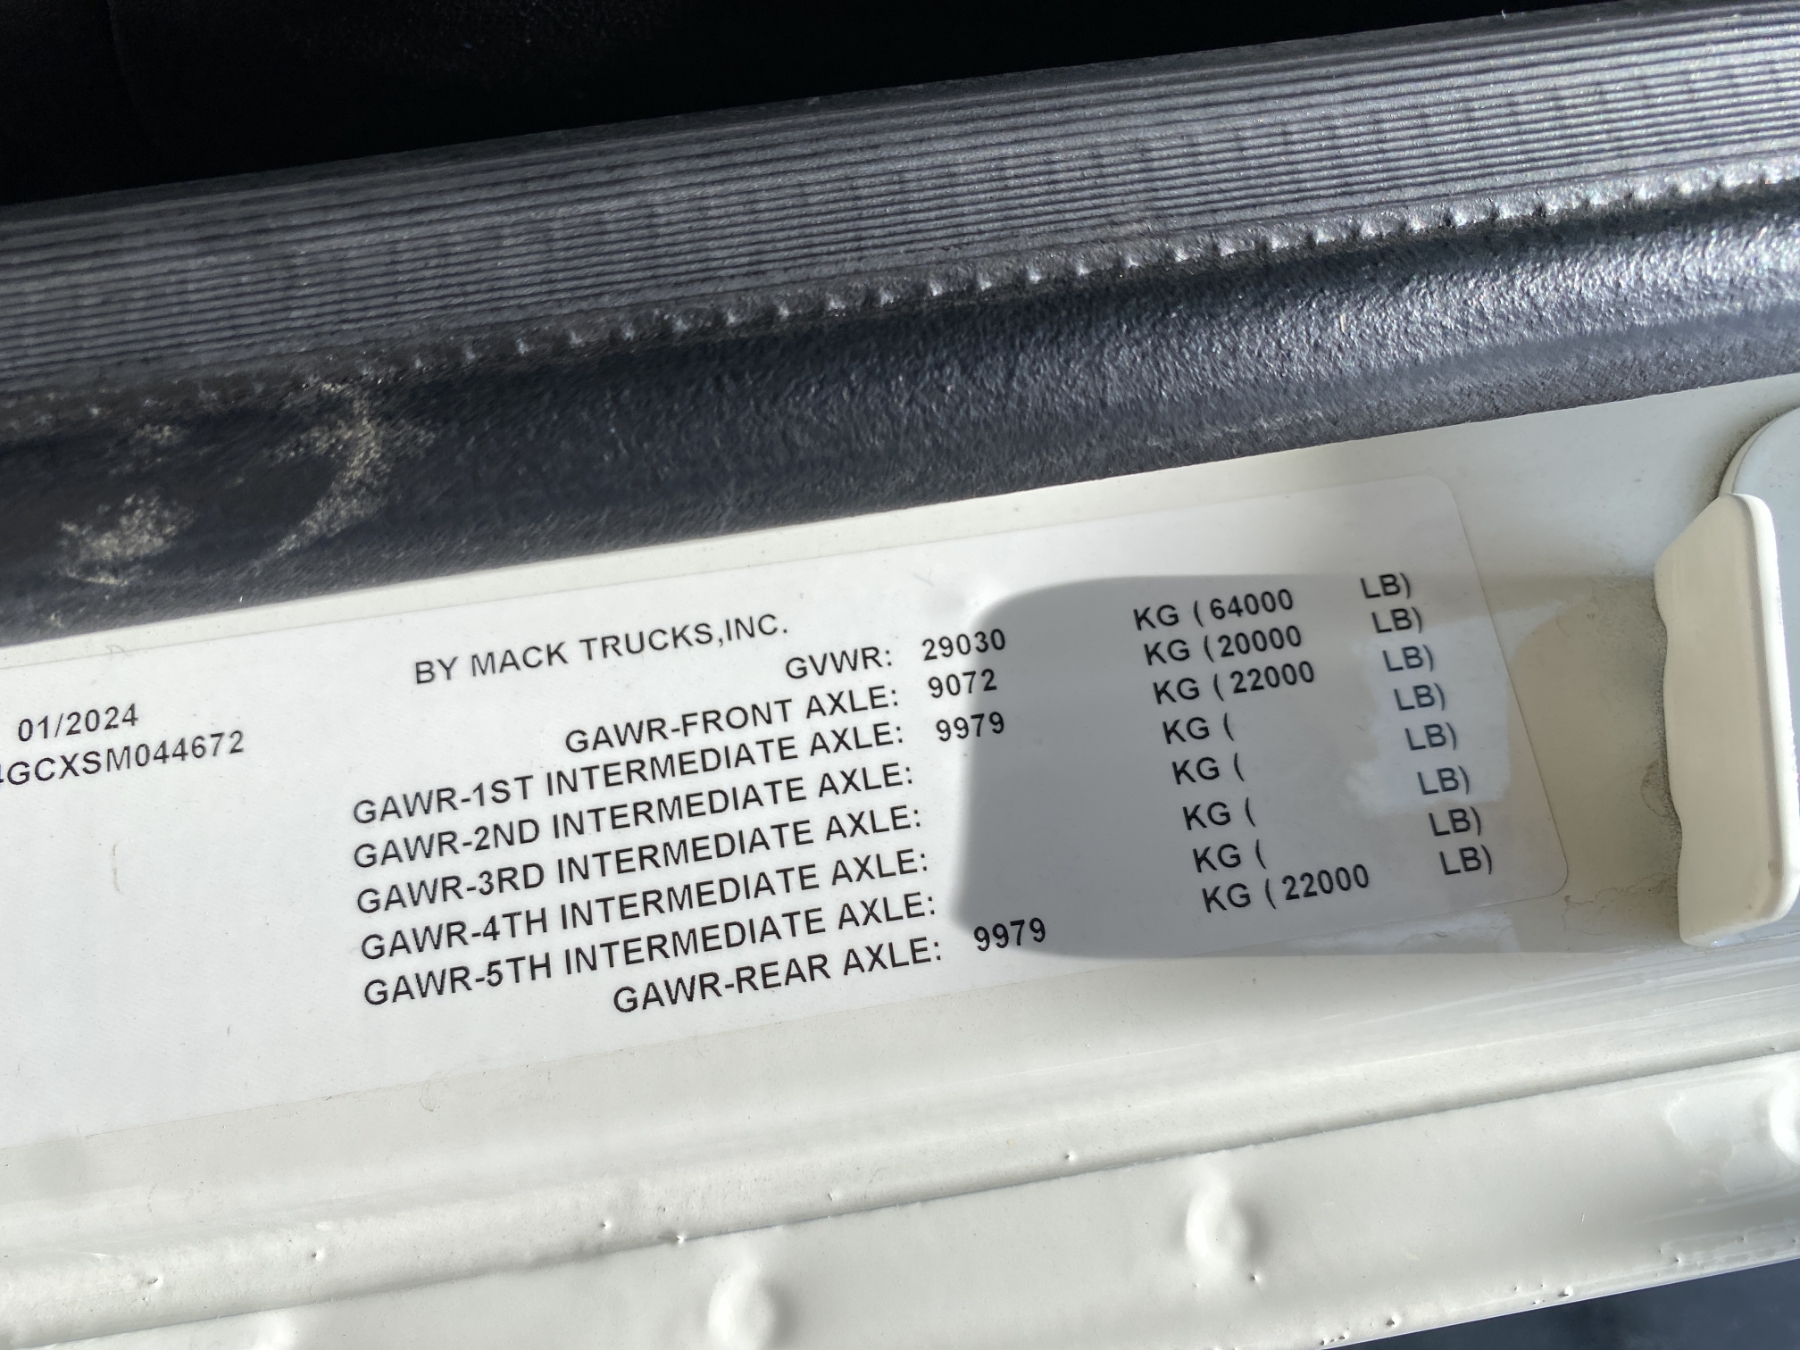 BY MACK TRUCKS,INC.
01/2024
GVWR: 29030 KG (64000 LB)
GCXSM044672
GAWR-FRONT AXLE: 9072 KG (20000 LB)
GAWR-1ST INTERMEDIATE AXLE: 9979 KG (22000 LB)
GAWR-2ND INTERMEDIATE AXLE: KG ( LB)
GAWR-3RD INTERMEDIATE AXLE: KG ( LB)
GAWR-4TH INTERMEDIATE AXLE: KG ( LB)
GAWR-5TH INTERMEDIATE AXLE: KG ( LB)
GAWR-REAR AXLE: 9979 KG (22000 LB)